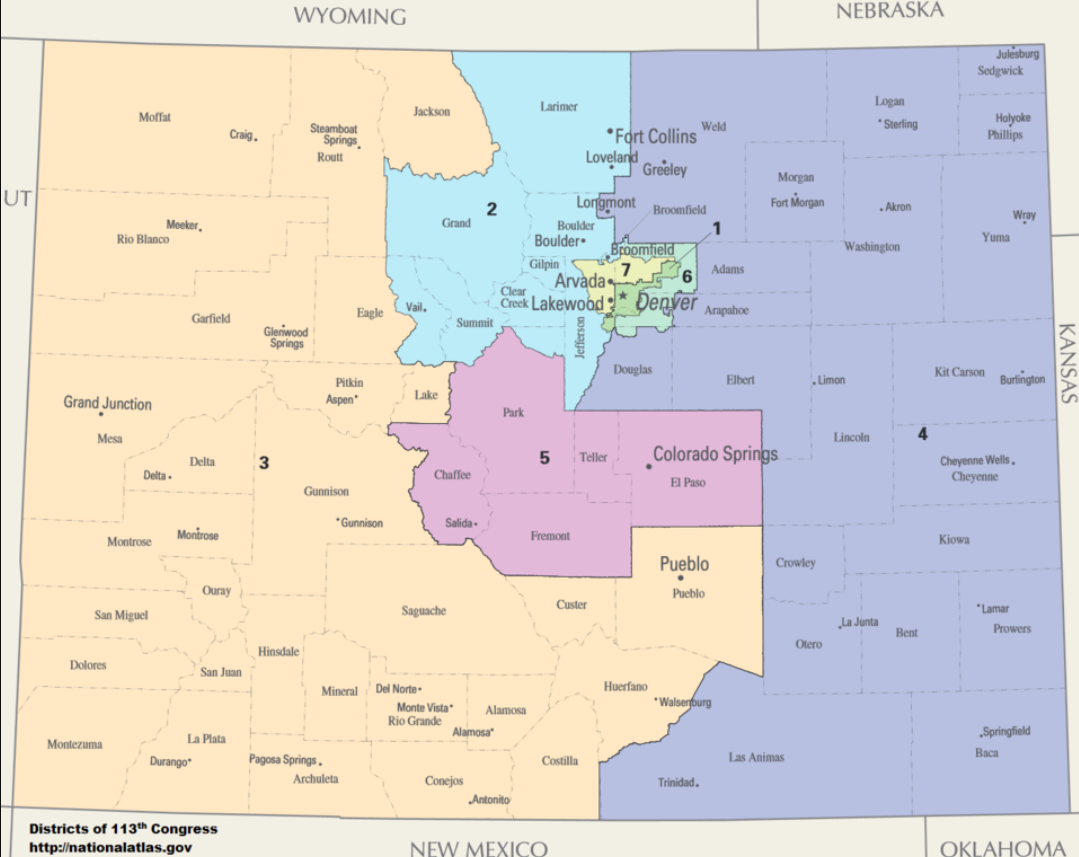 WYOMING
NEBRASKA
Julesburg
Sedgwick
Jackson
Larimer
Logan
Moffat
Holyoke
Phillips
Sterling
Weld
Craig
Steamboat
Springs
Routt
Fort Collins
Loveland
Greeley
Morgan
Fort Morgan
UT
Longmont
Broomfield
Akron
Wray
Yuma
2
Grand
Boulder
Boulder
1
Meeker
Rio Blanco
Washington
Broomfield
Gilpin
7
6
Adams
Arvada
Clear
Creek
Lakewood
Denver
Arapahoe
Eagle
Vail
Garfield
Summit
Glenwood
Springs
Jefferson
KANSAS
Douglas
Elbert
Limon
Kit Carson
Burlington
Pitkin
Aspen
Lake
Grand Junction
Mesa
Park
Lincoln
4
3
5
Teller
Colorado Springs
Delta
Delta
Chaffee
El Paso
Cheyenne Wells
Cheyenne
Gunnison
Gunnison
Salida
Montrose
Montrose
Fremont
Kiowa
Pueblo
Pueblo
Crowley
Ouray
Saguache
Custer
San Miguel
La Junta
Lamar
Bent
Prowers
Otero
Hinsdale
Dolores
San Juan
Mineral
Del Norte
Huerfano
Monte Vista
Rio Grande
Alamosa
Walsenburg
Alamosa
Montezuma
La Plata
Springfield
Baca
Durango
Pagosa Springs
Archuleta
Conejos
Costilla
Las Animas
Trinidad
Antonito
Districts of 113th Congress
http://nationalatlas.gov
NEW MEXICO
OKLAHOMA